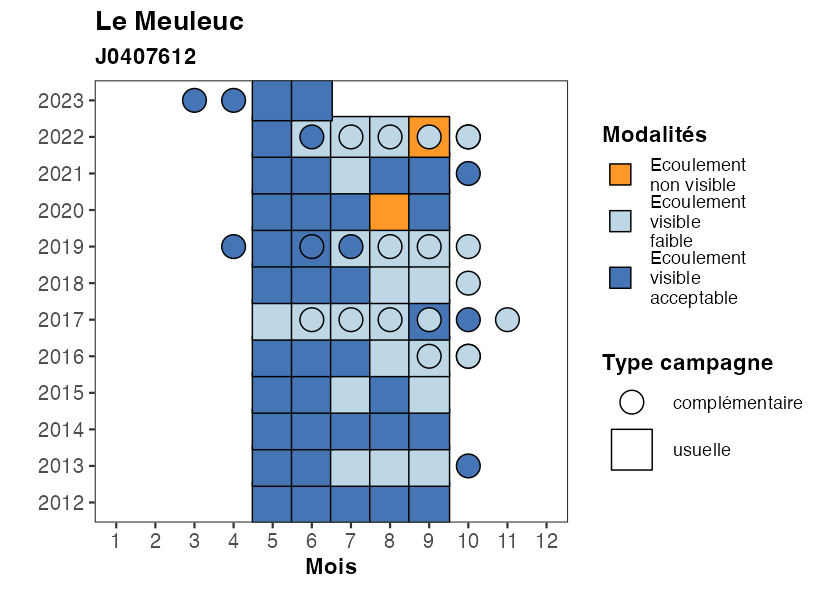 Le Meuleuc
J0407612
2023
2022
2021
2020
2019
2018
2017
2016
2015
2014
2013
2012
1 2 3 4 5 6 7 8 9 10 11 12
Mois
Modalités
Ecoulement
non visible
Ecoulement
visible
faible
Ecoulement
visible
acceptable
Type campagne
complémentaire
usuelle